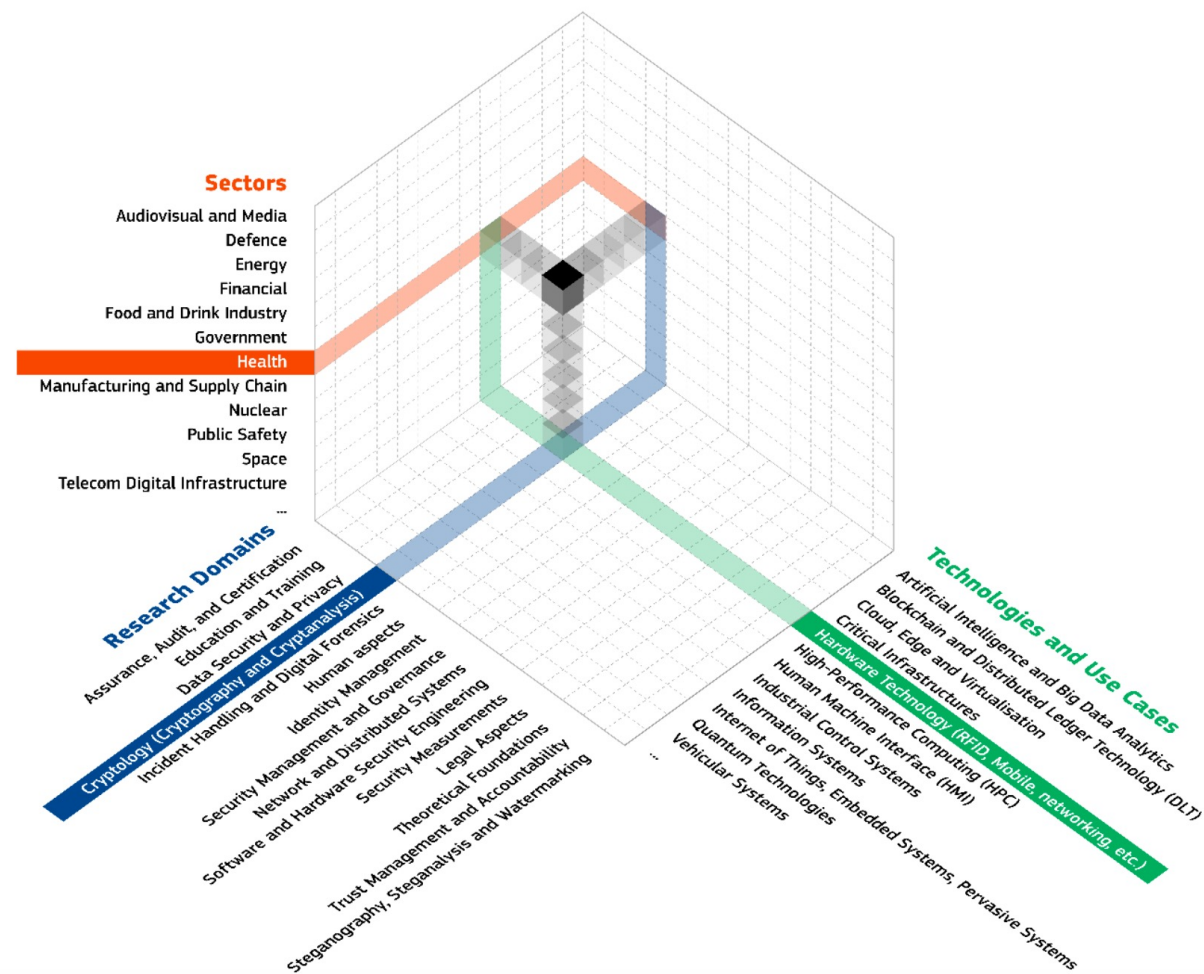 Sectors
Audiovisual and Media
Defence
Energy
Financial
Food and Drink Industry
Government
Health
Manufacturing and Supply Chain
Nuclear
Public Safety
Space
Telecom Digital Infrastructure
...
Research Domains
Assurance, Audit, and Certification
Education and Training
Data Security and Privacy
Cryptology (Cryptography and Cryptanalysis)
Incident Handling and Digital Forensics
Human aspects
Identity Management
Security Management and Governance
Network and Distributed Systems
Software and Hardware Security Engineering
Security Measurements
Legal Aspects
Theoretical Foundations
Trust Management and Accountability
Steganography, Steganalysis and Watermarking
Technologies and Use Cases
Artificial Intelligence and Big Data Analytics
Blockchain and Distributed Ledger Technology (DLT)
Cloud, Edge and Virtualisation
Critical Infrastructures
Hardware Technology (RFID, Mobile, networking, etc.)
High-Performance Computing (HPC)
Human Machine Interface (HMI)
Industrial Control Systems
Information Systems
Internet of Things, Embedded Systems, Pervasive Systems
Quantum Technologies
Vehicular Systems
...